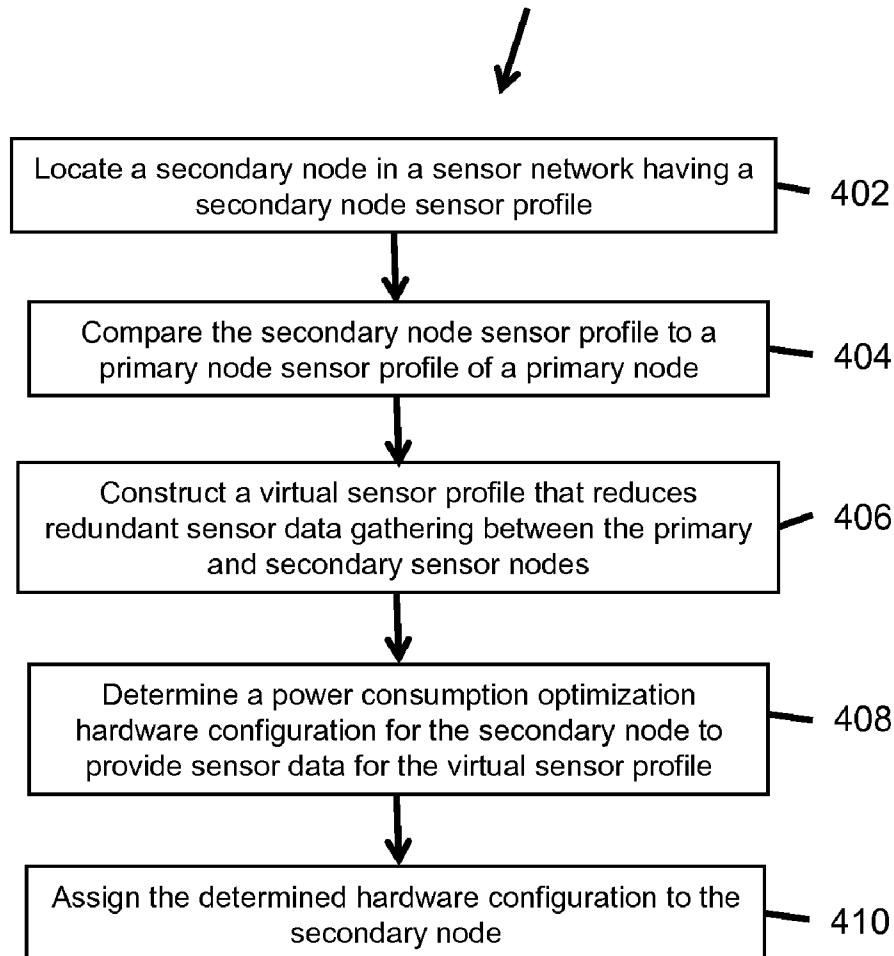 Locate a secondary node in a sensor network having a
secondary node sensor profile
402
Compare the secondary node sensor profile to a
primary node sensor profile of a primary node
404
Construct a virtual sensor profile that reduces
redundant sensor data gathering between the primary
and secondary sensor nodes
406
Determine a power consumption optimization
hardware configuration for the secondary node to
provide sensor data for the virtual sensor profile
408
Assign the determined hardware configuration to the
secondary node
410